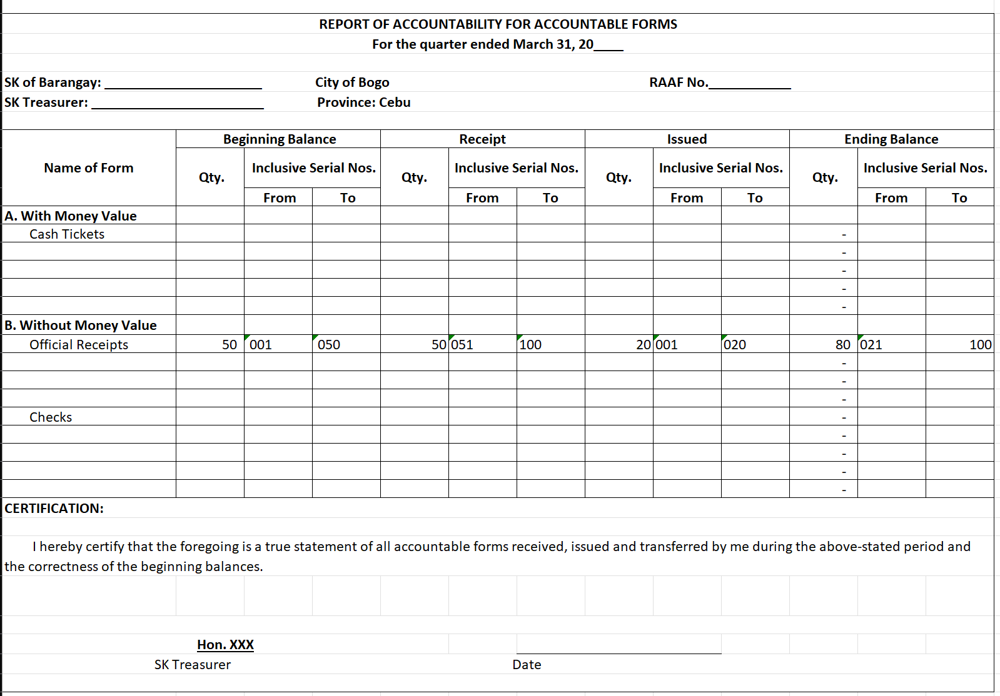 REPORT OF ACCOUNTABILITY FOR ACCOUNTABLE FORMS
For the quarter ended March 31, 20____
SK of Barangay: ____________________ City of Bogo RAAF No.___________
SK Treasurer: ______________________ Province: Cebu
Beginning Balance Receipt Issued Ending Balance
Name of Form Qty. Inclusive Serial Nos. Qty. Inclusive Serial Nos. Qty. Inclusive Serial Nos. Qty. Inclusive Serial Nos.
From To From To From To From To
A. With Money Value
Cash Tickets -
-
-
-
-
B. Without Money Value
Official Receipts 50 001 050 50 051 100 20 001 020 80 021 100
-
-
-
Checks -
-
-
-
-
CERTIFICATION:
I hereby certify that the foregoing is a true statement of all accountable forms received, issued and transferred by me during the above-stated period and
the correctness of the beginning balances.
Hon. XXX
SK Treasurer Date